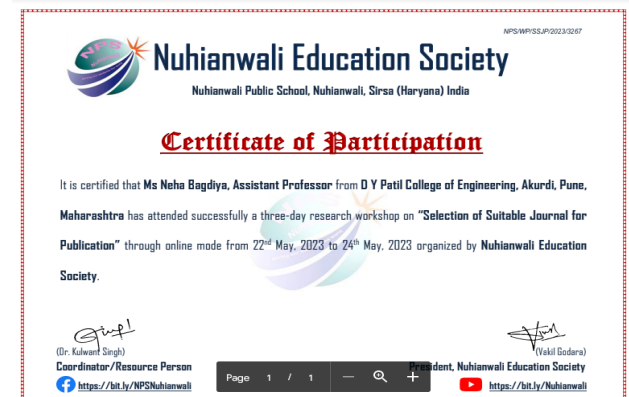 NPS/WP/SSJP/2023/3267
NPS
Nuhianwali Education Society
Nuhianwali Public School, Nuhianwali, Sirsa (Haryana) India
Certificate of Participation
It is certified that Ms Neha Bagdiya, Assistant Professor from D Y Patil College of Engineering, Akurdi, Pune,
Maharashtra has attended successfully a three-day research workshop on “Selection of Suitable Journal for
Publication” through online mode from 22nd May, 2023 to 24th May, 2023 organized by Nuhianwali Education
Society.
(Dr. Kulwant Singh)
(Vakil Godara)
Coordinator/Resource Person
President, Nuhianwali Education Society
Page 1 / 1
https://bit.ly/NPSNuhianwali
https://bit.ly/Nuhianwali